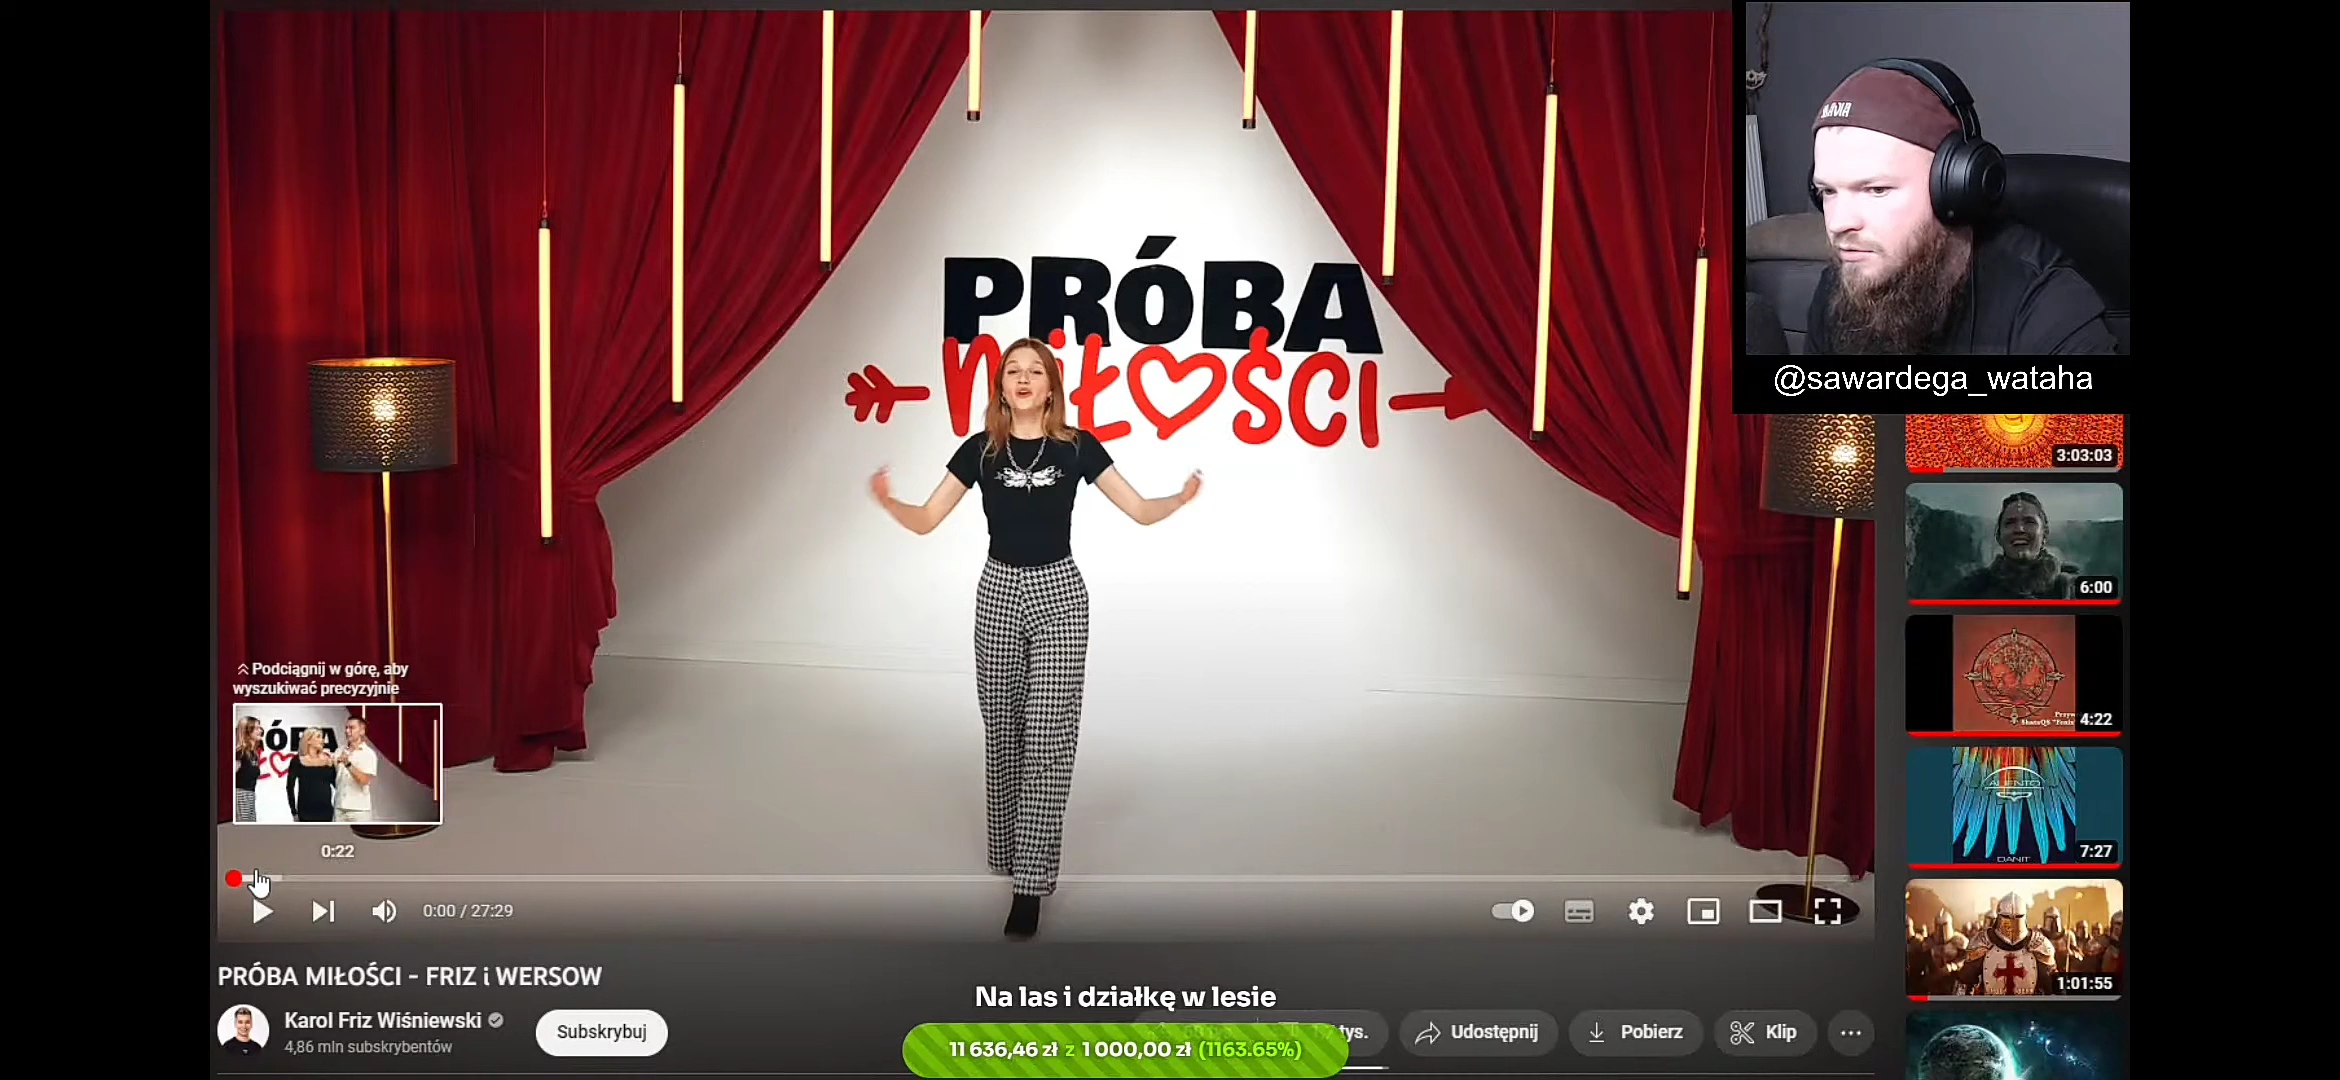 PRÓBA
MIŁOŚCI
@sawardega_wataha
3:03:03
6:00
4:22
ALIENTO
DANIT
7:27
1:01:55
Podciągnij w górę, aby
wyszukiwać precyzyjnie
0:22
0:00 / 27:29
PRÓBA MIŁOŚCI - FRIZ i WERSOW
Karol Friz Wiśniewski
4,86 mln subskrybentów
Subskrybuj
Na las i działkę w lesie
11 636,46 zł z 1 000,00 zł (1163.65%)
tys.
Udostępnij
Pobierz
Klip